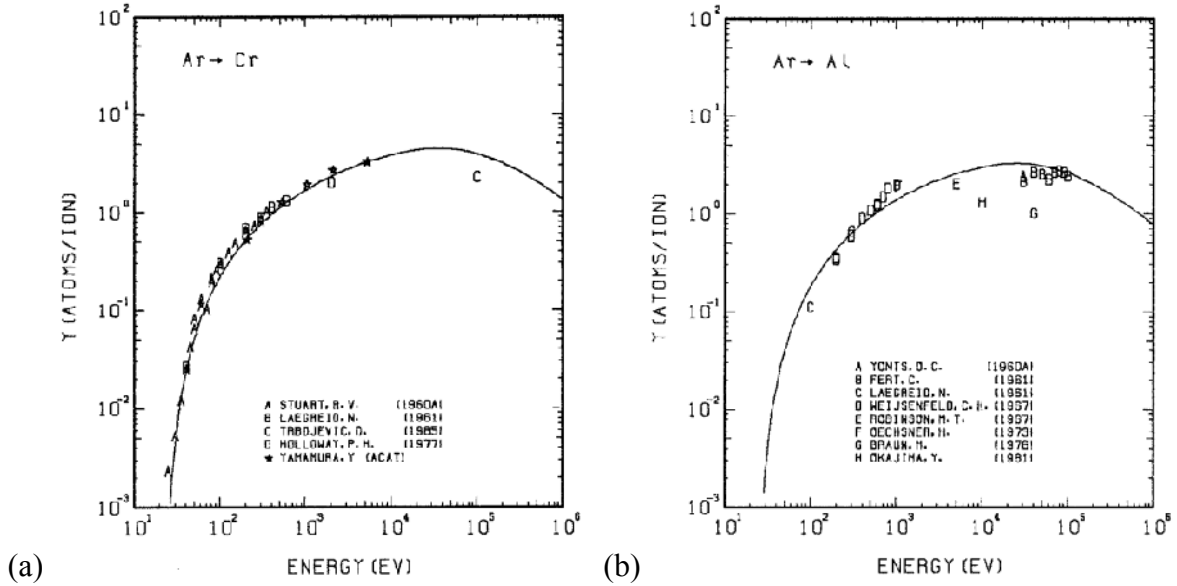 Ar→ Cr
Y (ATOMS/ION)
10²
10¹
10⁰
10⁻¹
10⁻²
10⁻³
A STUART, R. V. (1960A)
B LAEGREID, N. (1961)
C TRBOJEVIC, D. (1985)
D HOLLOWAY, P. H. (1977)
★ YAMAMURA, Y (ACAT)
10¹ 10² 10³ 10⁴ 10⁵ 10⁶
ENERGY (EV)
(a)
Ar→ Al
Y (ATOMS/ION)
10²
10¹
10⁰
10⁻¹
10⁻²
10⁻³
A YONTS, O. C. (1960A)
B FERT, C. (1961)
C LAEGREID, N. (1961)
D WEIJSENFELD, C. H. (1967)
E ROBINSON, M. T. (1967)
F OECHSNER, H. (1973)
G BRAUN, M. (1976)
H OKAJIMA, Y. (1981)
10¹ 10² 10³ 10⁴ 10⁵ 10⁶
ENERGY (EV)
(b)